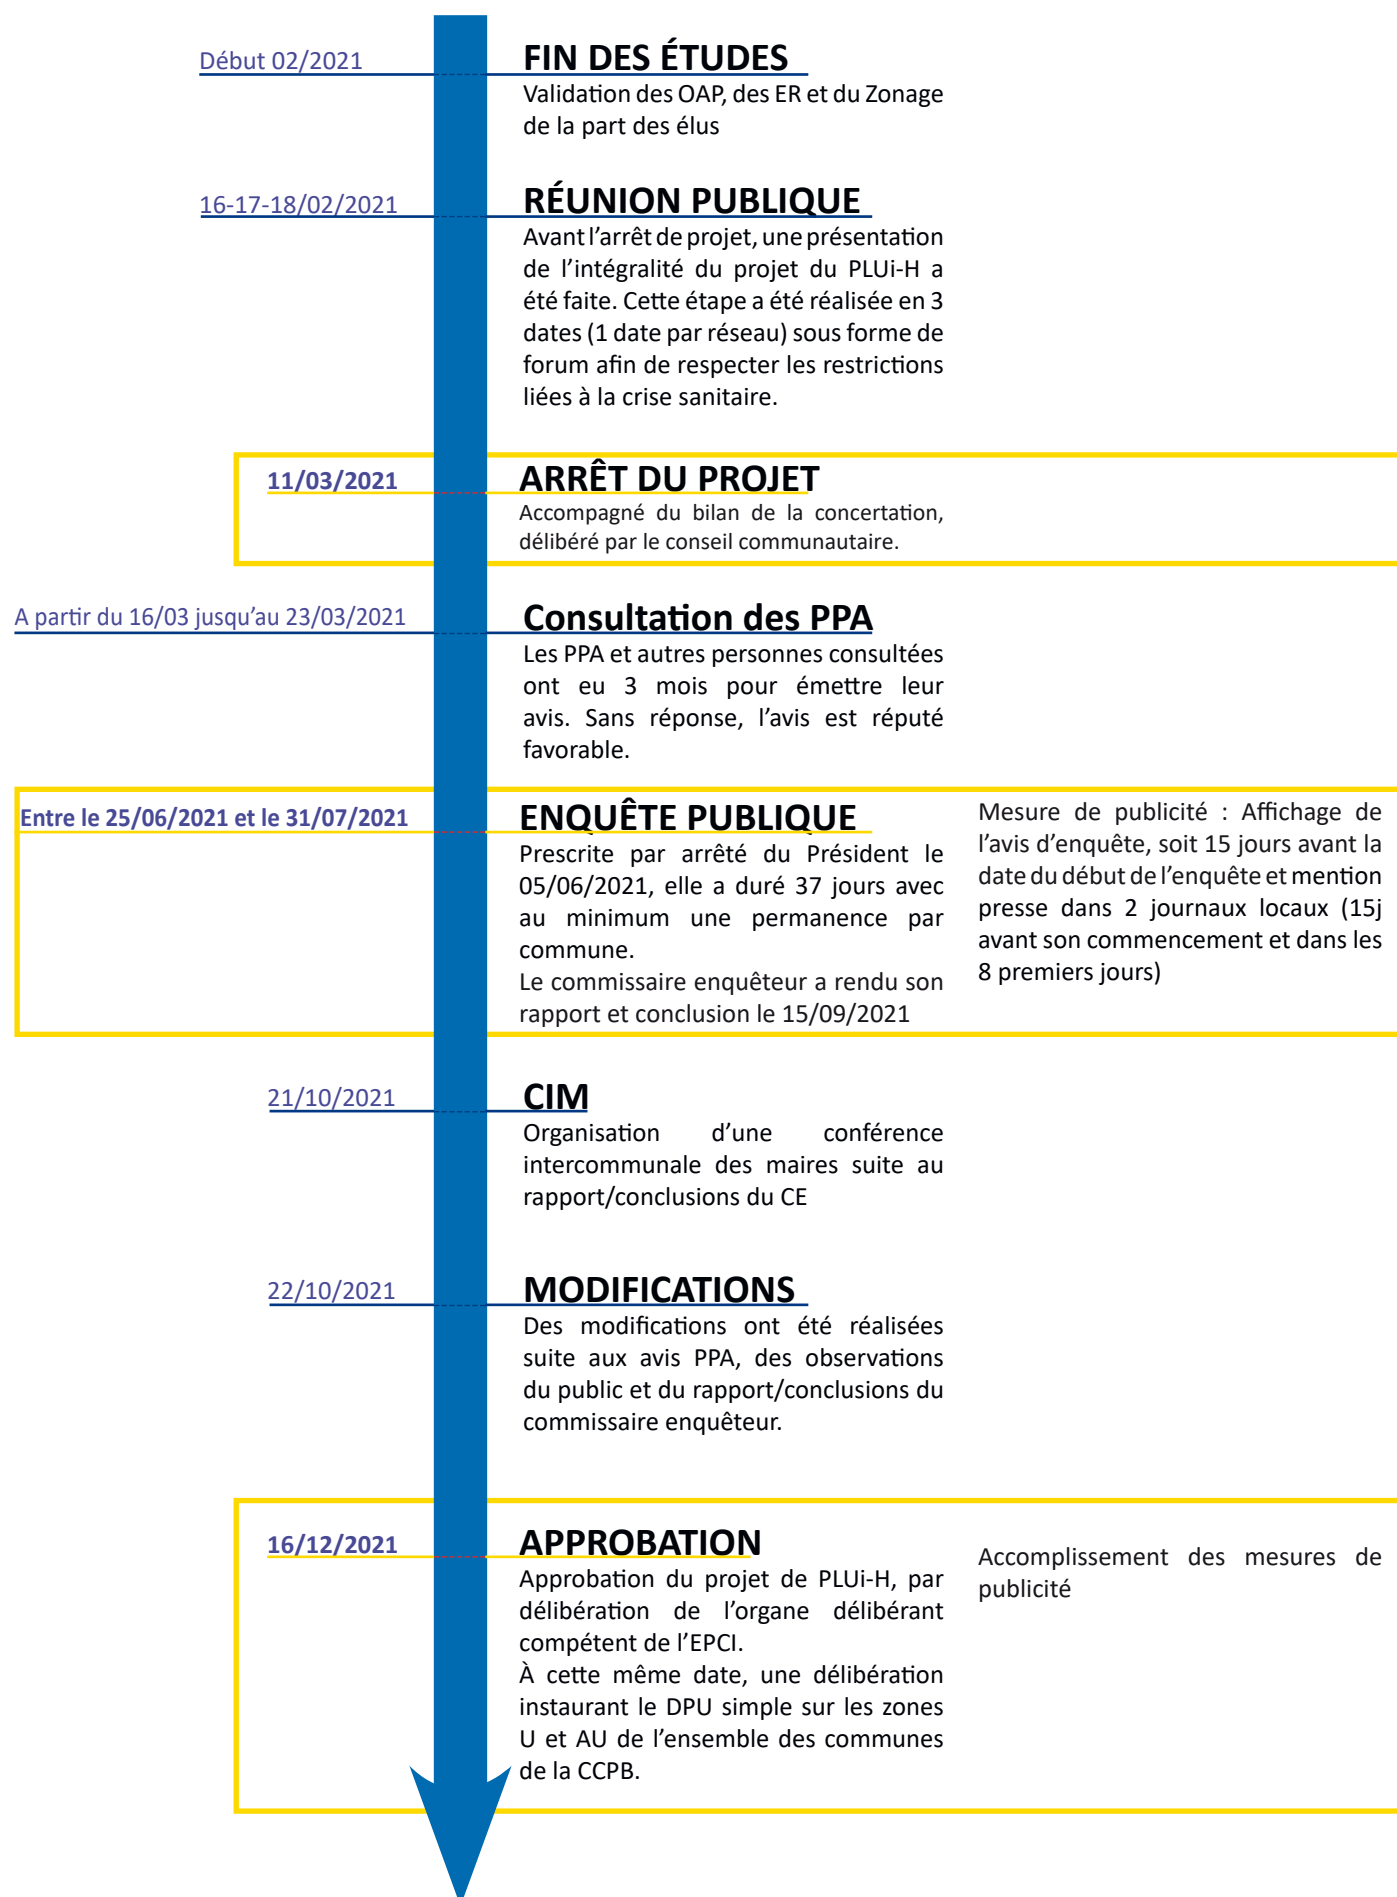 Début 02/2021
FIN DES ÉTUDES
Validation des OAP, des ER et du Zonage
de la part des élus
16-17-18/02/2021
RÉUNION PUBLIQUE
Avant l'arrêt de projet, une présentation
de l'intégralité du projet du PLUi-H a
été faite. Cette étape a été réalisée en 3
dates (1 date par réseau) sous forme de
forum afin de respecter les restrictions
liées à la crise sanitaire.
11/03/2021
ARRÊT DU PROJET
Accompagné du bilan de la concertation,
délibéré par le conseil communautaire.
A partir du 16/03 jusqu'au 23/03/2021
Consultation des PPA
Les PPA et autres personnes consultées
ont eu 3 mois pour émettre leur
avis. Sans réponse, l'avis est réputé
favorable.
Entre le 25/06/2021 et le 31/07/2021
ENQUÊTE PUBLIQUE
Prescrite par arrêté du Président le
05/06/2021, elle a duré 37 jours avec
au minimum une permanence par
commune.
Le commissaire enquêteur a rendu son
rapport et conclusion le 15/09/2021
Mesure de publicité : Affichage de
l'avis d'enquête, soit 15 jours avant la
date du début de l'enquête et mention
presse dans 2 journaux locaux (15j
avant son commencement et dans les
8 premiers jours)
21/10/2021
CIM
Organisation d'une conférence
intercommunale des maires suite au
rapport/conclusions du CE
22/10/2021
MODIFICATIONS
Des modifications ont été réalisées
suite aux avis PPA, des observations
du public et du rapport/conclusions du
commissaire enquêteur.
16/12/2021
APPROBATION
Approbation du projet de PLUi-H, par
délibération de l'organe délibérant
compétent de l'EPCI.
À cette même date, une délibération
instaurant le DPU simple sur les zones
U et AU de l'ensemble des communes
de la CCPB.
Accomplissement des mesures de
publicité